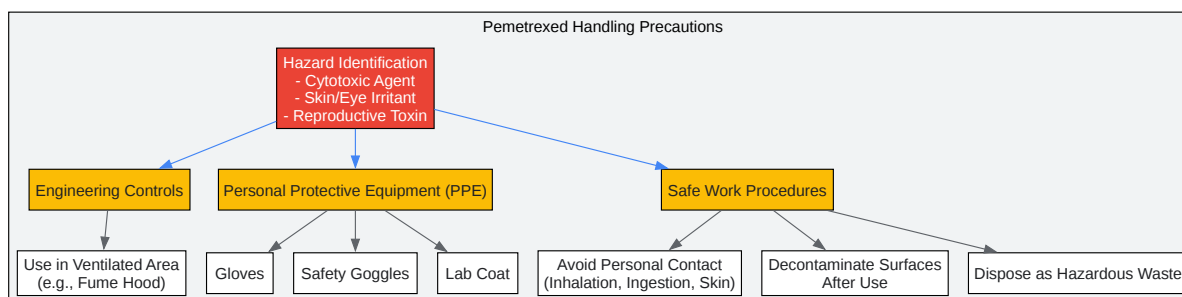 Pemetrexed Handling Precautions
Hazard Identification
- Cytotoxic Agent
- Skin/Eye Irritant
- Reproductive Toxin
Engineering Controls
Personal Protective Equipment (PPE)
Safe Work Procedures
Use in Ventilated Area
(e.g., Fume Hood)
Gloves
Safety Goggles
Lab Coat
Avoid Personal Contact
(Inhalation, Ingestion, Skin)
Decontaminate Surfaces
After Use
Dispose as Hazardous Waste